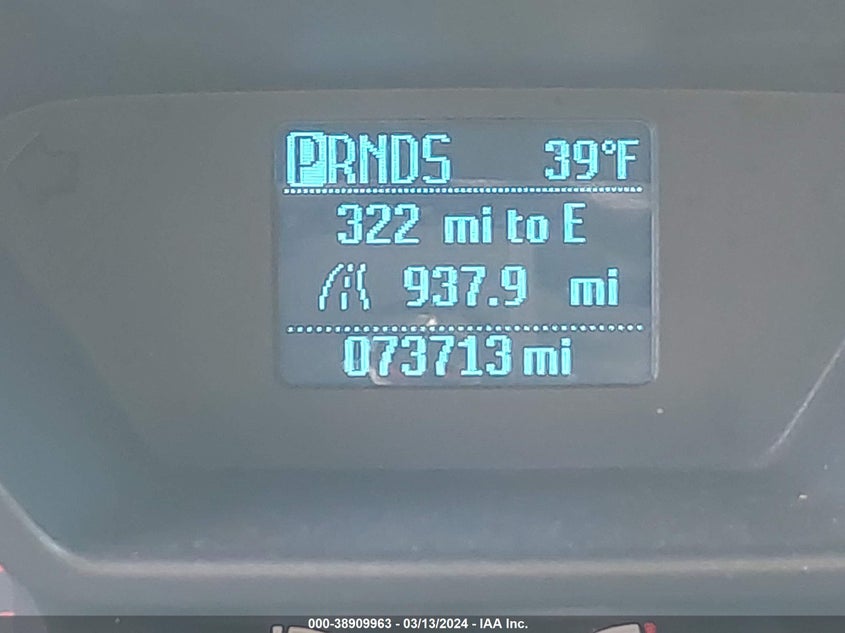 PRNDS 39°F
322 mi to E
937.9 mi
073713 mi
000-38909963 - 03/13/2024 - IAA Inc.